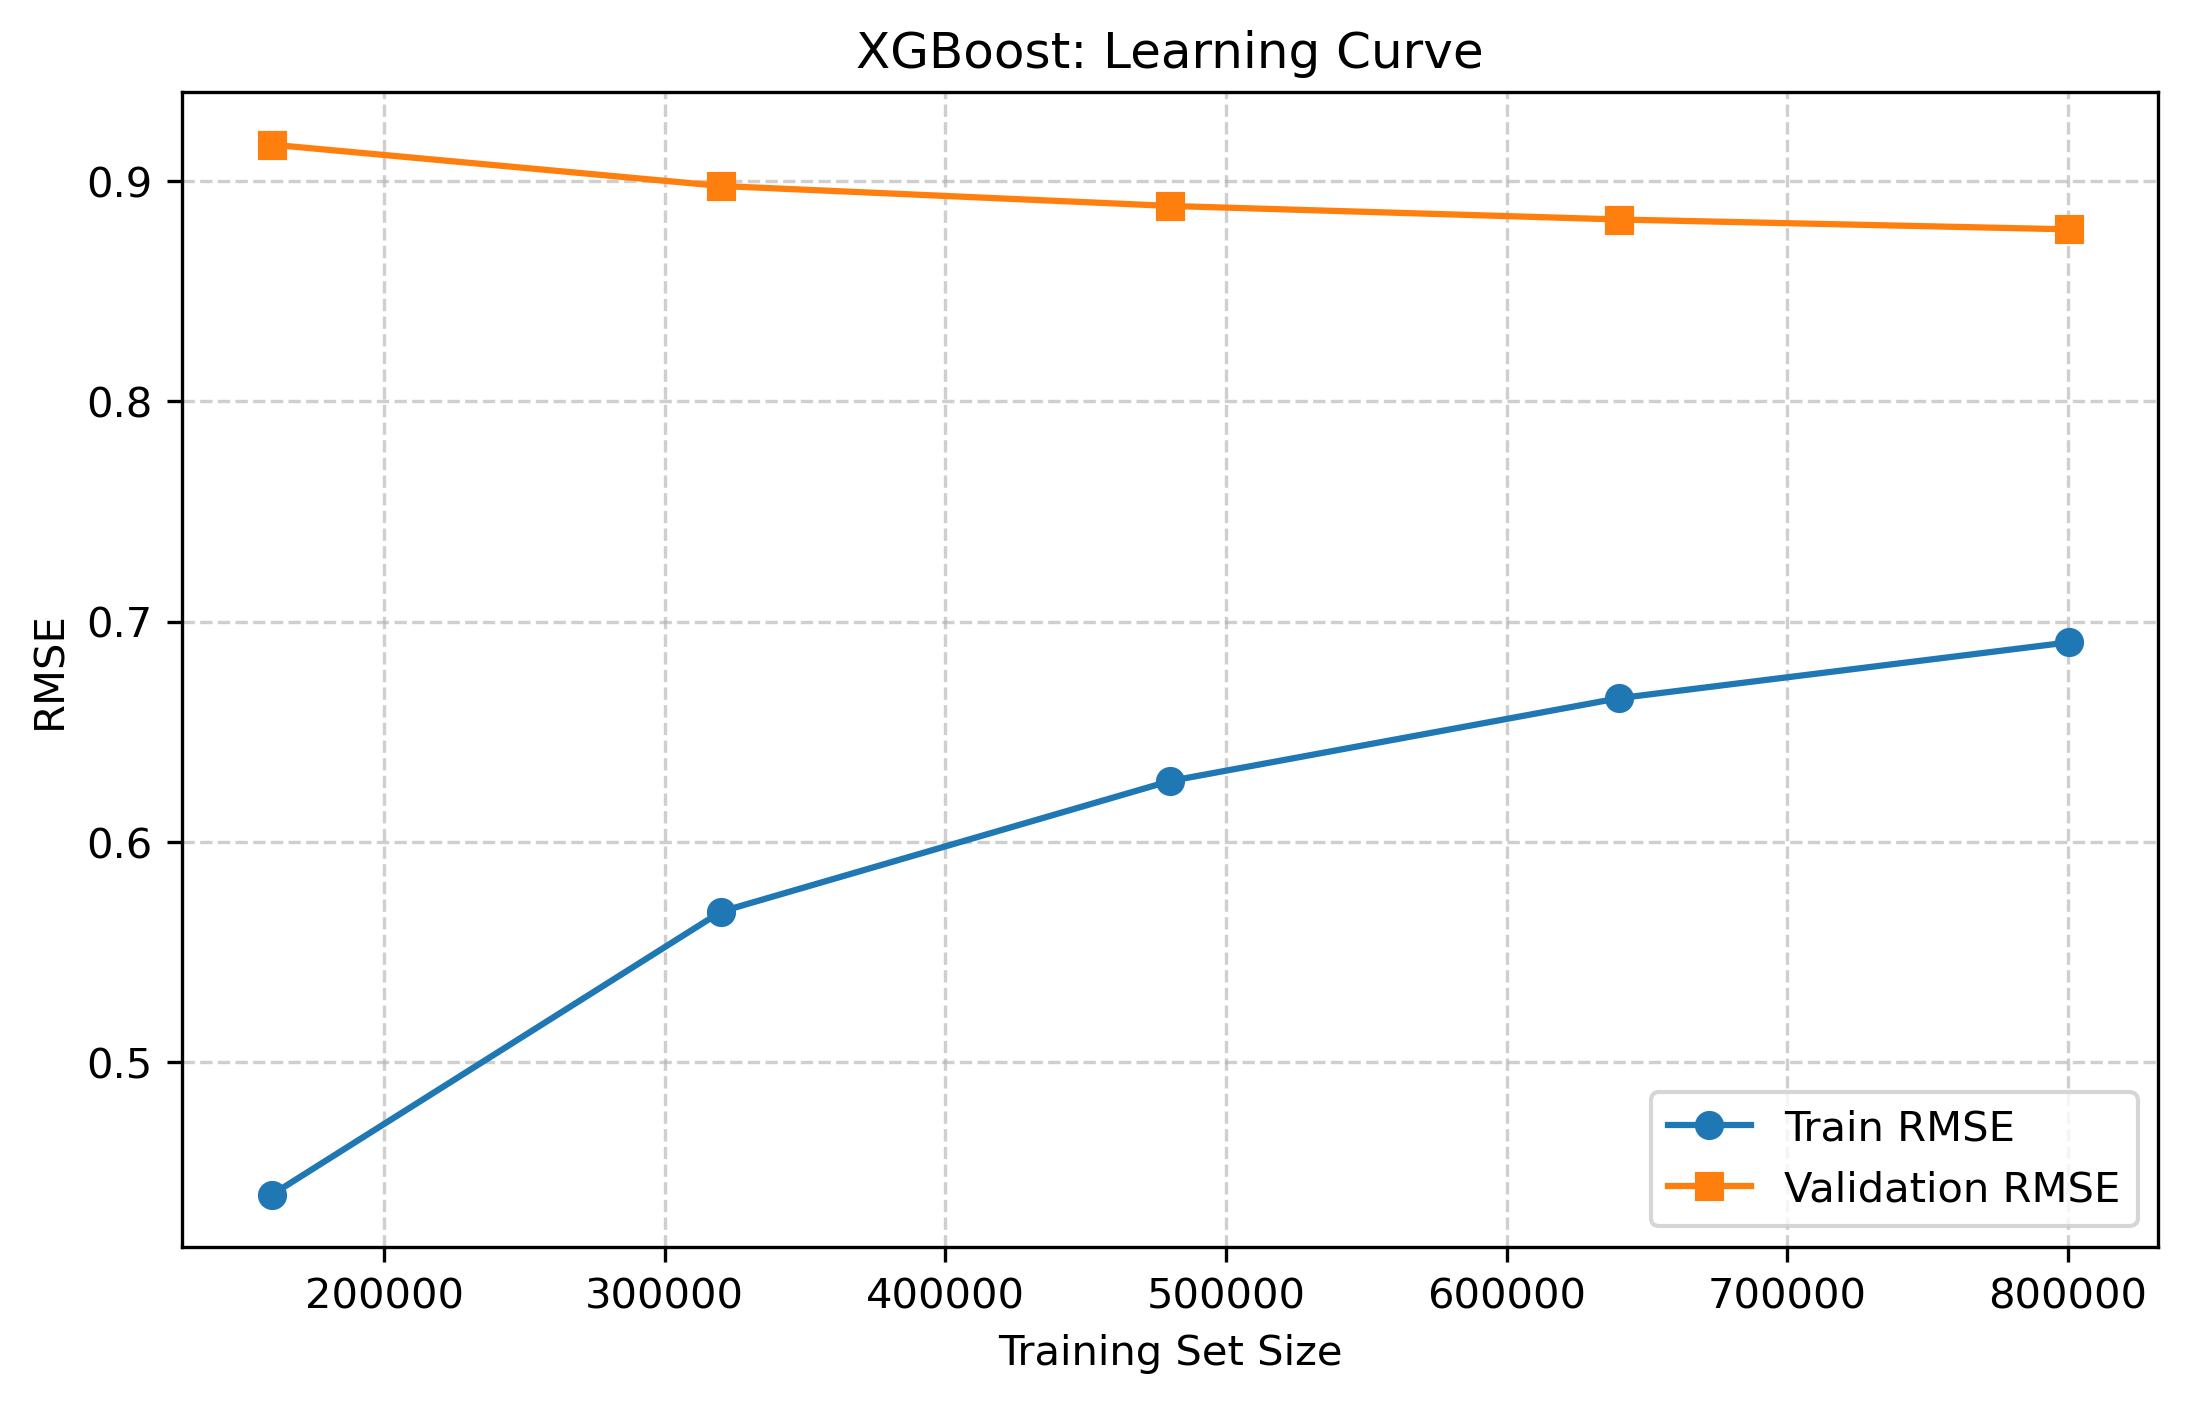 XGBoost: Learning Curve
0.9
0.8
0.7
0.6
0.5
RMSE
Train RMSE
Validation RMSE
200000 300000 400000 500000 600000 700000 800000
Training Set Size